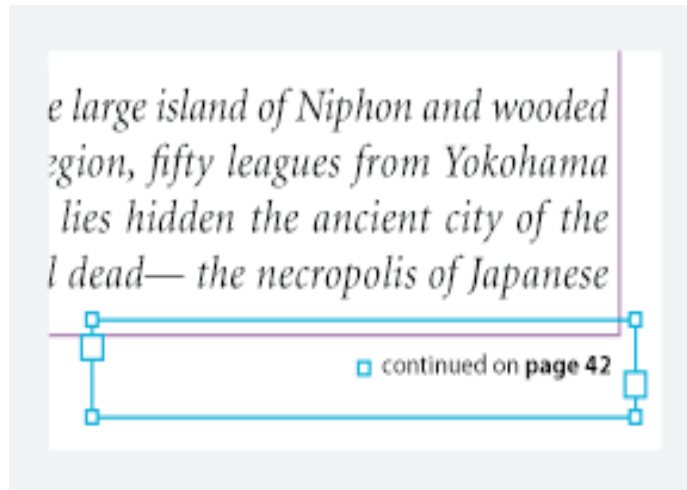 large island of Niphon and wooded
fifty leagues from Yokohama
lies hidden the ancient city of the
dead— the necropolis of Japanese
continued on page 42